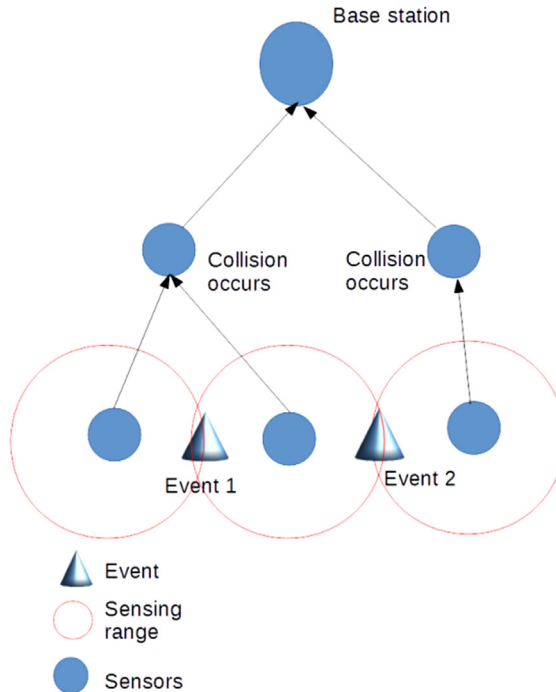 Base station
Collision
occurs
Collision
occurs
Event 1
Event 2
Event
Sensing
range
Sensors